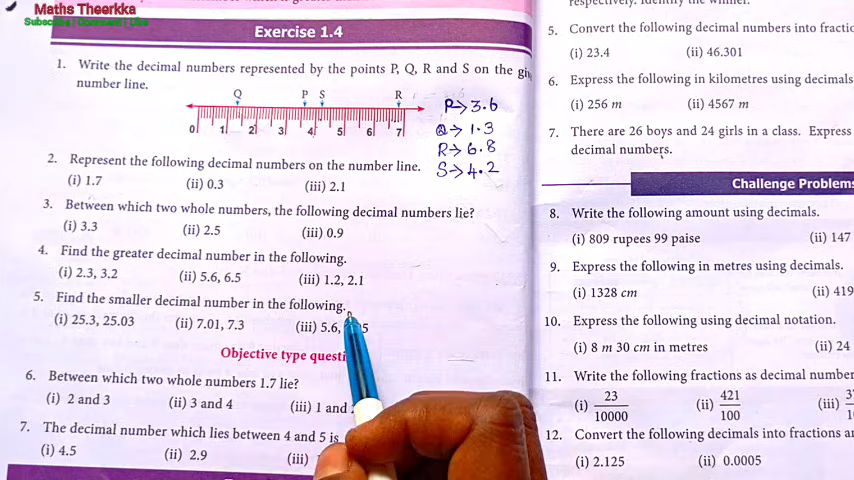 Maths Theerkka
Subscribe | Comment | Like
Exercise 1.4
1. Write the decimal numbers represented by the points P, Q, R and S on the
number line.
Q P S R
0 1 2 3 4 5 6 7
P → 3.6
Q → 1.3
R → 6.8
S → 4.2
2. Represent the following decimal numbers on the number line.
(i) 1.7 (ii) 0.3 (iii) 2.1
3. Between which two whole numbers, the following decimal numbers lie?
(i) 3.3 (ii) 2.5 (iii) 0.9
4. Find the greater decimal number in the following.
(i) 2.3, 3.2 (ii) 5.6, 6.5 (iii) 1.2, 2.1
5. Find the smaller decimal number in the following.
(i) 25.3, 25.03 (ii) 7.01, 7.3 (iii) 5.6,
Objective type
6. Between which two whole numbers 1.7 lie?
(i) 2 and 3 (ii) 3 and 4 (iii) 1 and
7. The decimal number which lies between 4 and 5 is
(i) 4.5 (ii) 2.9 (iii)
respectively. Identify the winner.
5. Convert the following decimal numbers into
(i) 23.4 (ii) 46.301
6. Express the following in kilometres using decimals
(i) 256 m (ii) 4567 m
7. There are 26 boys and 24 girls in a class. Express
decimal numbers.
Challenge Problems
8. Write the following amount using decimals.
(i) 809 rupees 99 paise (ii) 147
9. Express the following in metres using decimals.
(i) 1328 cm (ii) 419
10. Express the following using decimal notation.
(i) 8 m 30 cm in metres (ii) 24
11. Write the following fractions as decimal
(i) 23/10000 (ii) 421/100 (iii)
12. Convert the following decimals into fractions
(i) 2.125 (ii) 0.0005